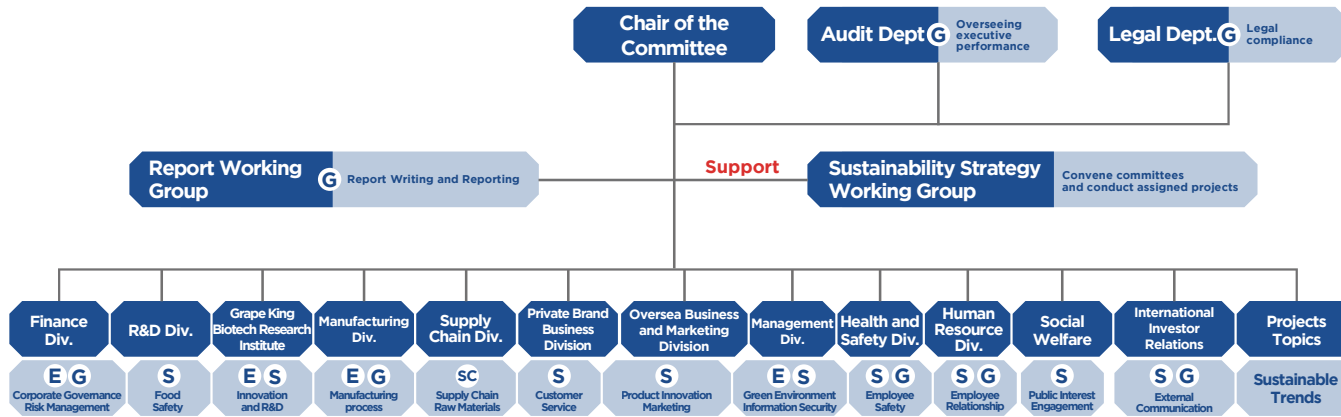 Chair of the
Committee
Audit Dept.
G
Overseeing
executive
performance
Legal Dept.
G
Legal
compliance
Report Working
Group
G
Report Writing and Reporting
Support
Sustainability Strategy
Working Group
Convene committees
and conduct assigned projects
Finance
Div.
E G
Corporate Governance
Risk Management
R&D Div.
S
Food
Safety
Grape King
Biotech Research
Institute
E S
Innovation
and R&D
Manufacturing
Div.
E G
Manufacturing
process
Supply
Chain Div.
SC
Supply Chain
Raw Materials
Private Brand
Business
Division
S
Customer
Service
Oversea Business
and Marketing
Division
S
Product Innovation
Marketing
Management
Div.
E S
Green Environment
Information Security
Health and
Safety Div.
S G
Employee
Safety
Human
Resource
Div.
S G
Employee
Relationship
Social
Welfare
S
Public Interest
Engagement
International
Investor
Relations
S G
External
Communication
Projects
Topics
Sustainable
Trends